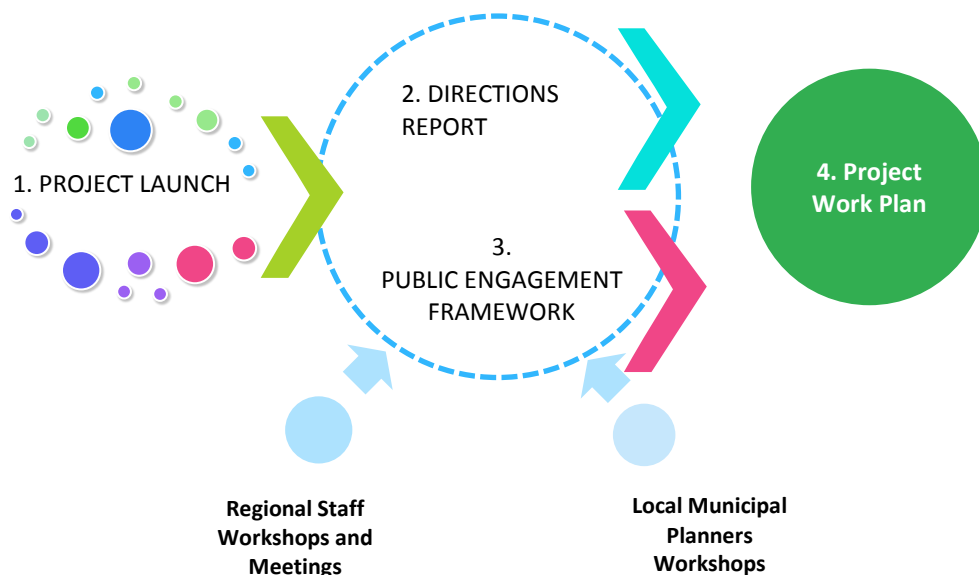 1. PROJECT LAUNCH
2. DIRECTIONS
REPORT
3.
PUBLIC ENGAGEMENT
FRAMEWORK
4. Project
Work Plan
Regional Staff
Workshops and
Meetings
Local Municipal
Planners
Workshops